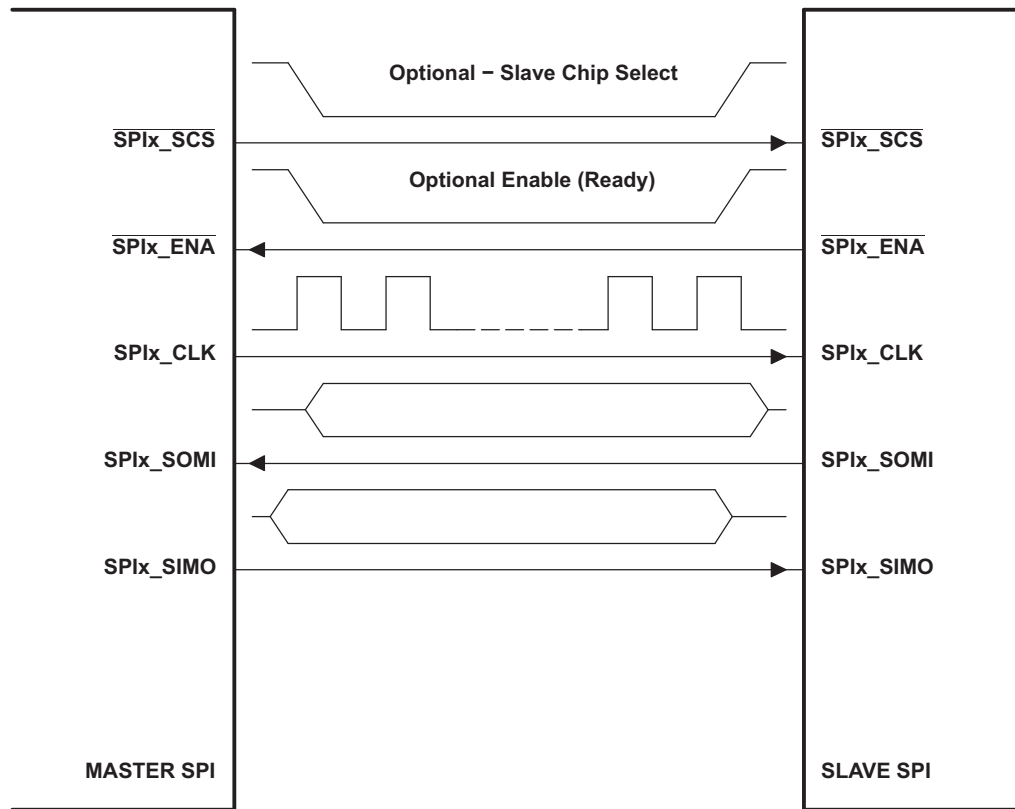 Optional − Slave Chip Select
SPIx_SCS SPIx_SCS
Optional Enable (Ready)
SPIx_ENA SPIx_ENA
SPIx_CLK SPIx_CLK
SPIx_SOMI SPIx_SOMI
SPIx_SIMO SPIx_SIMO
MASTER SPI SLAVE SPI